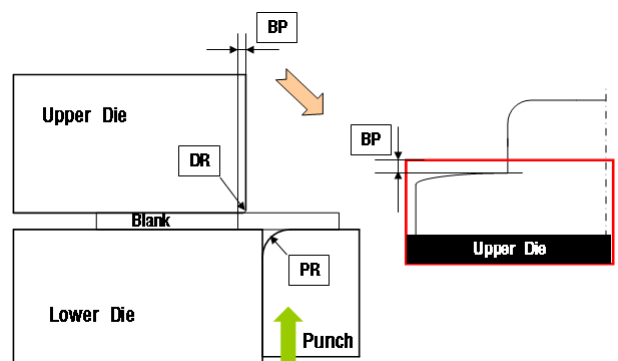 BP
Upper Die
BP
DR
Blank
Upper Die
PR
Lower Die
Punch